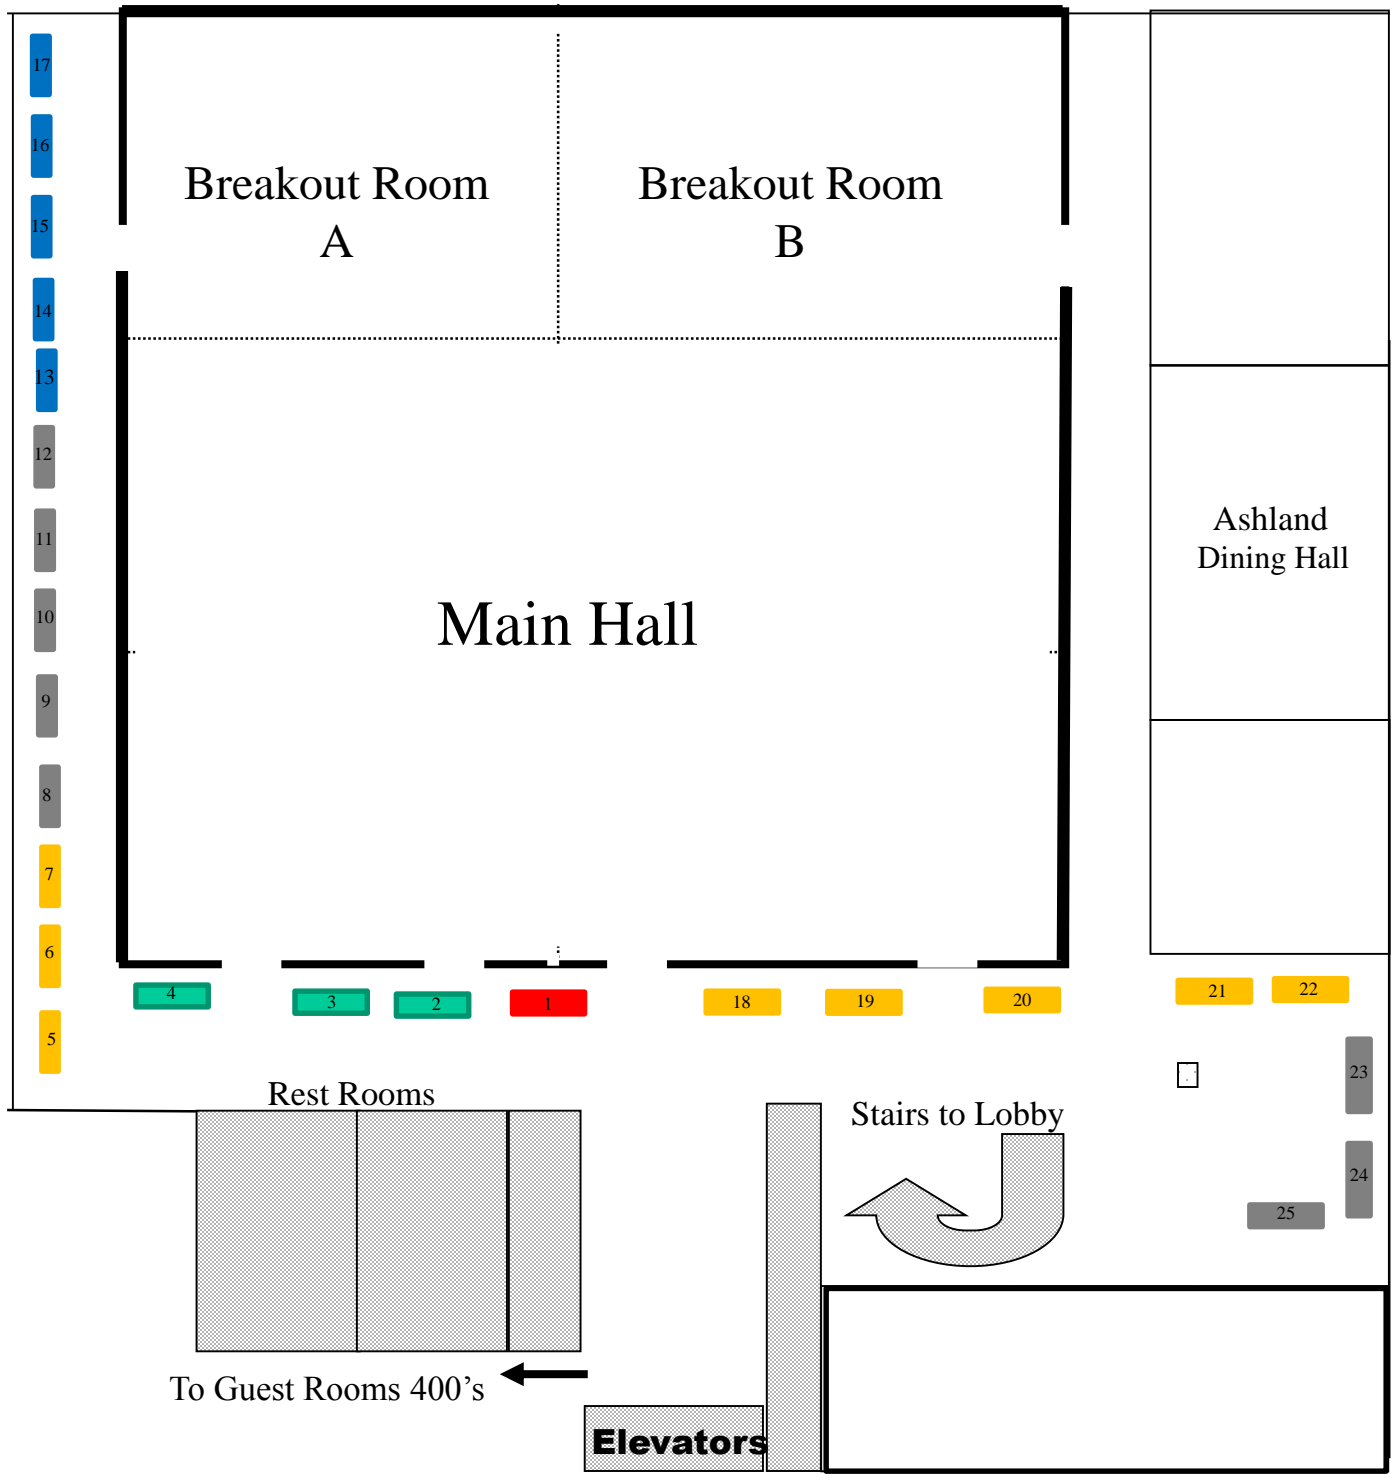 17
16
15
14
13
12
11
10
9
8
7
6
5
Breakout Room
A
Breakout Room
B
Main Hall
Ashland
Dining Hall
4
3
2
1
18
19
20
21
22
23
24
25
Rest Rooms
Stairs to Lobby
To Guest Rooms 400’s
Elevators